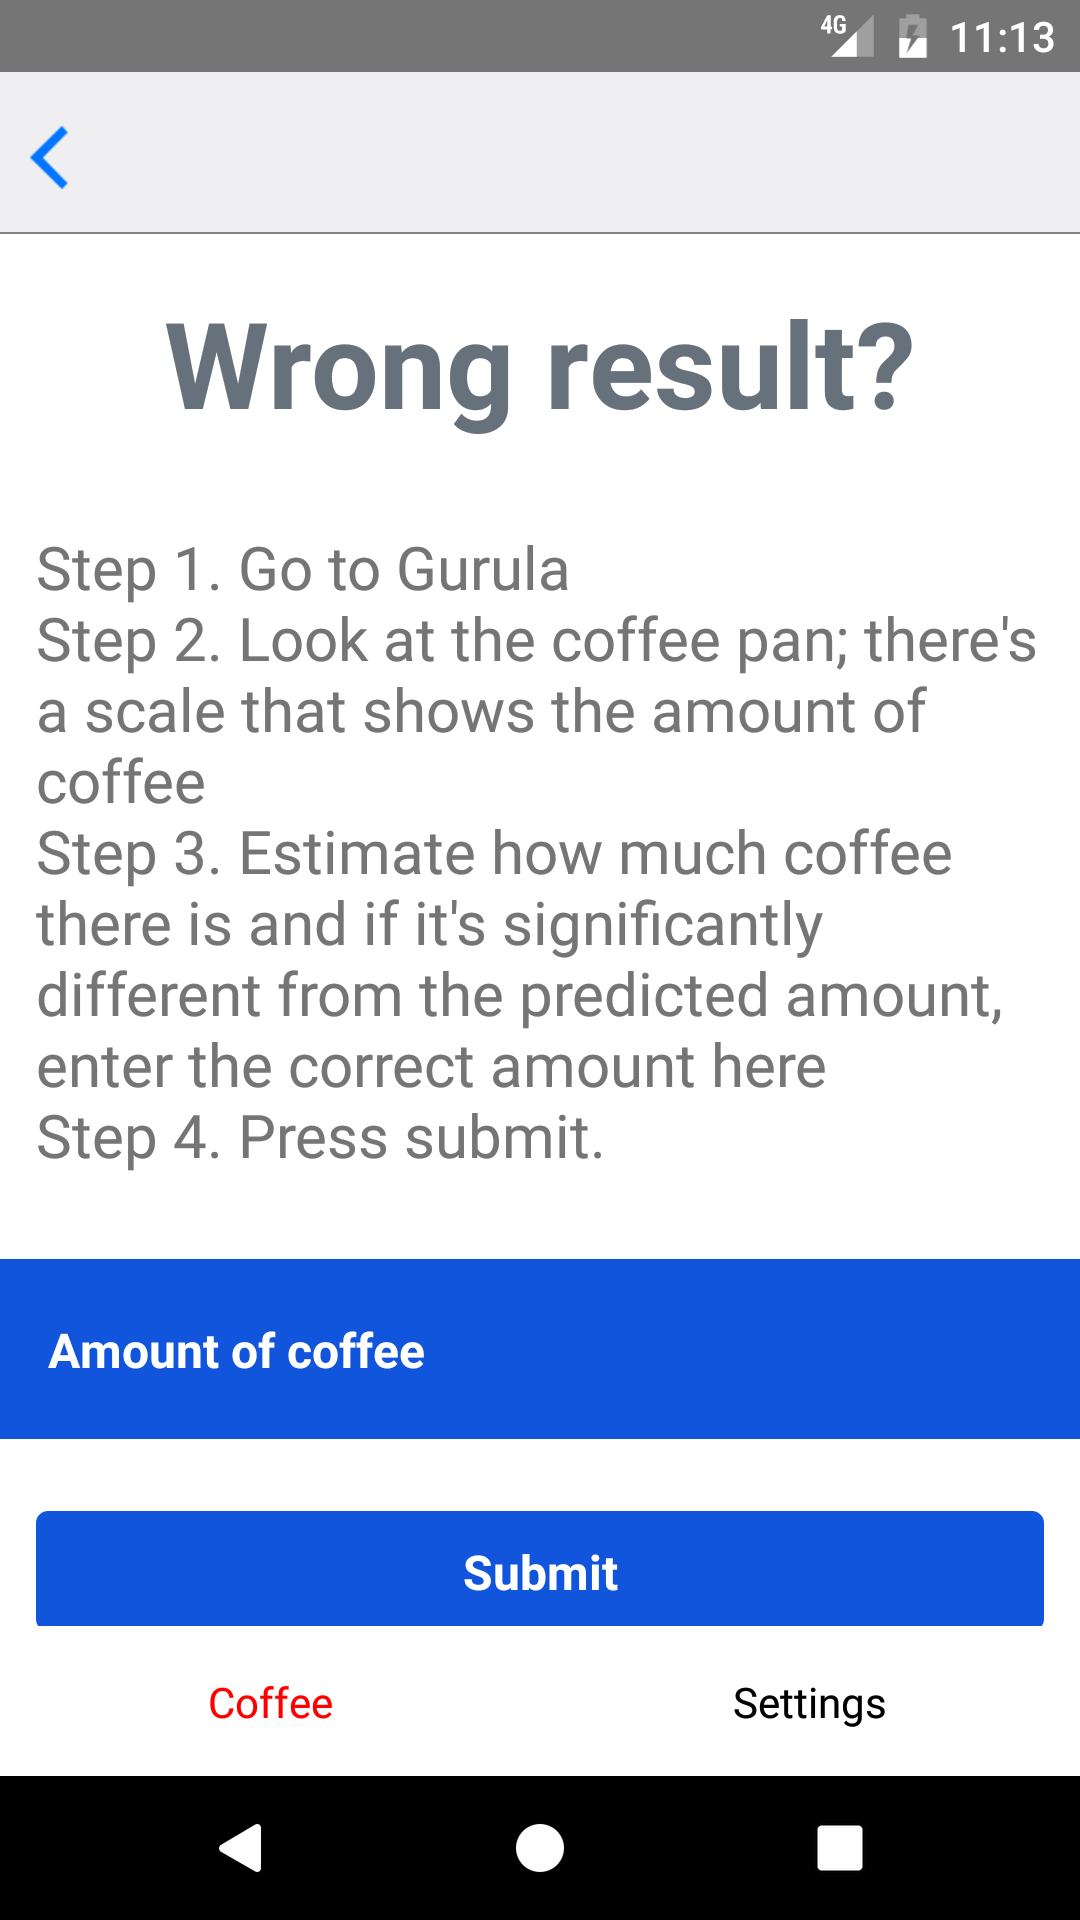 4G 11:13
Wrong result?
Step 1. Go to Gurula
Step 2. Look at the coffee pan; there's
a scale that shows the amount of
coffee
Step 3. Estimate how much coffee
there is and if it's significantly
different from the predicted amount,
enter the correct amount here
Step 4. Press submit.
Amount of coffee
Submit
Coffee Settings